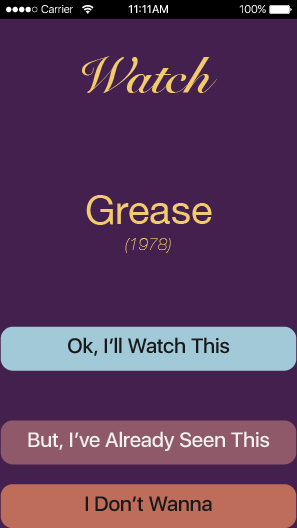 Carrier 11:11AM 100%
Watch
Grease
(1978)
Ok, I'll Watch This
But, I've Already Seen This
I Don't Wanna